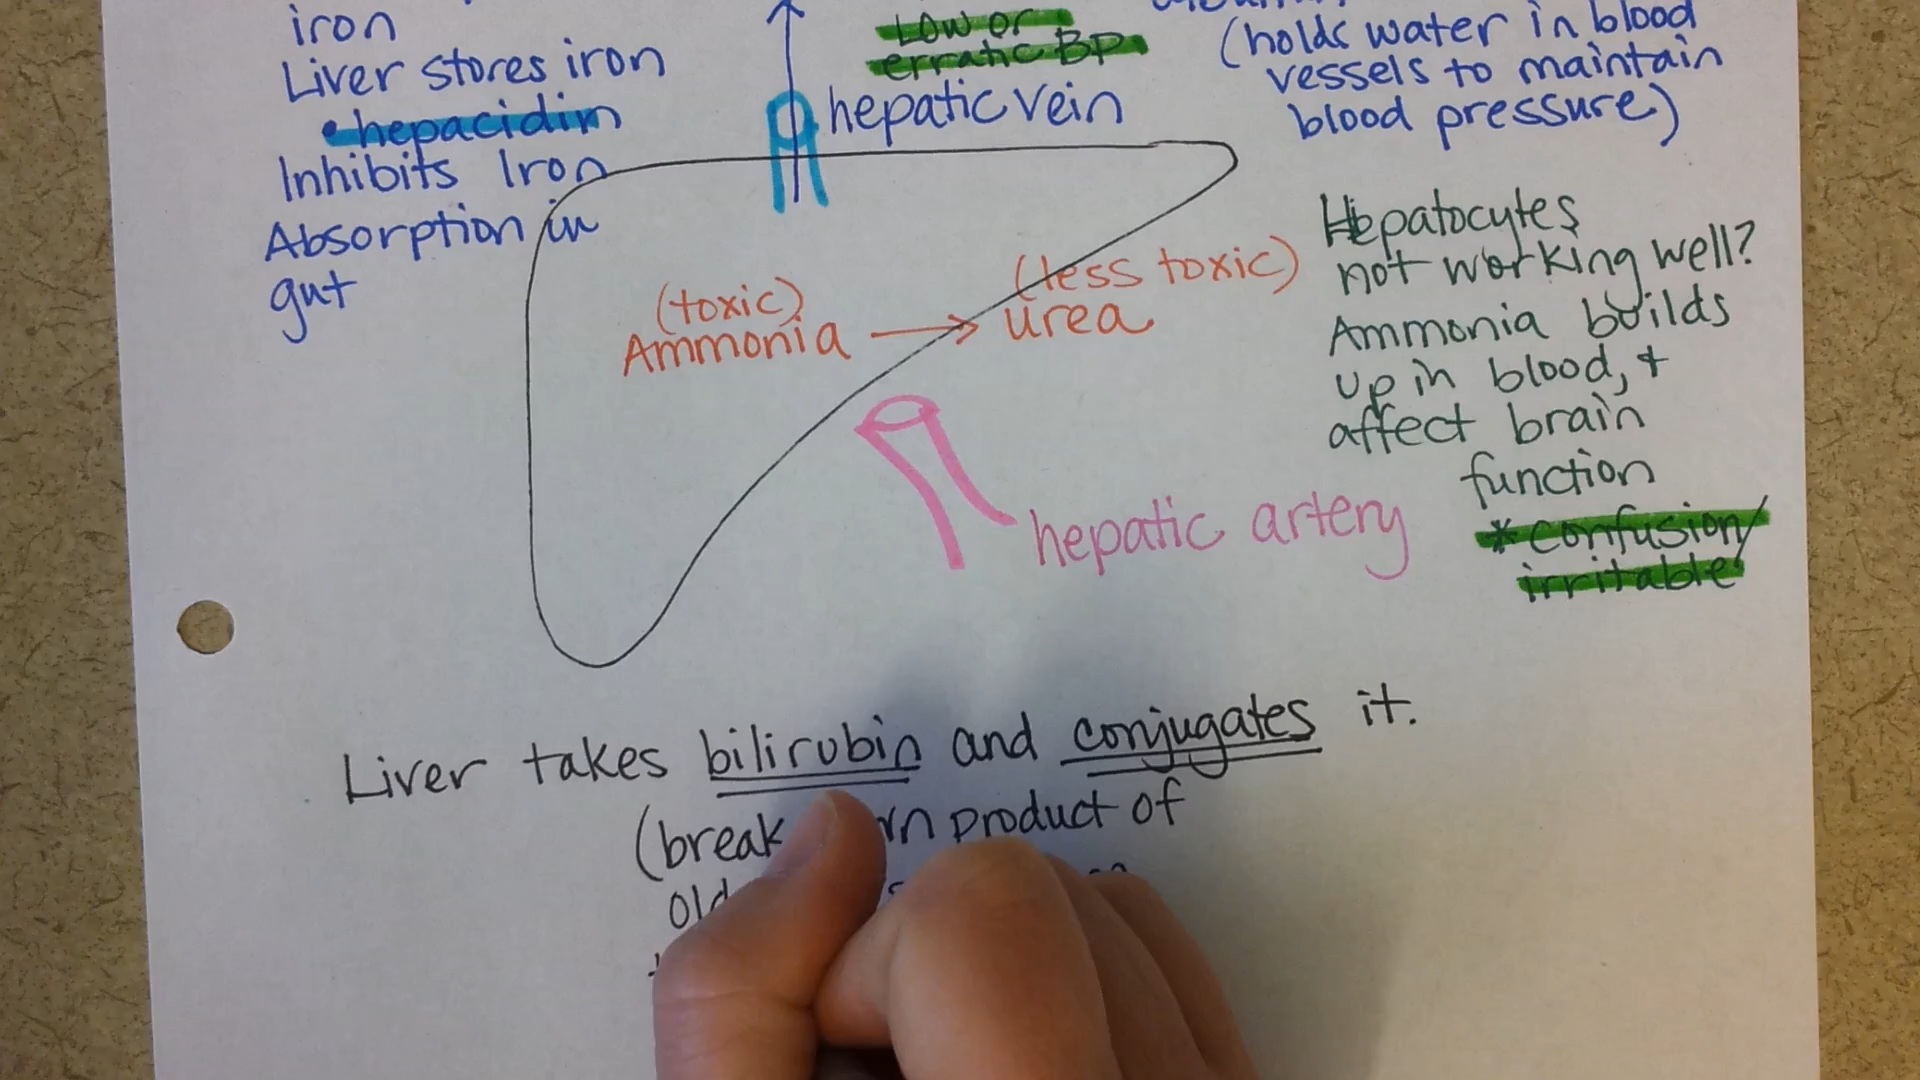 iron
Liver stores iron
• hepacidin
Inhibits Iron
Absorption in
gut
Low or
erratic BP
hepatic vein
(holds water in blood
vessels to maintain
blood pressure)
(toxic)
Ammonia → urea
(less toxic)
Hepatocytes
not working well?
Ammonia builds
up in blood, +
affect brain
function
* confusion/
irritable
hepatic artery
Liver takes bilirubin and conjugates it.
(break product of
old